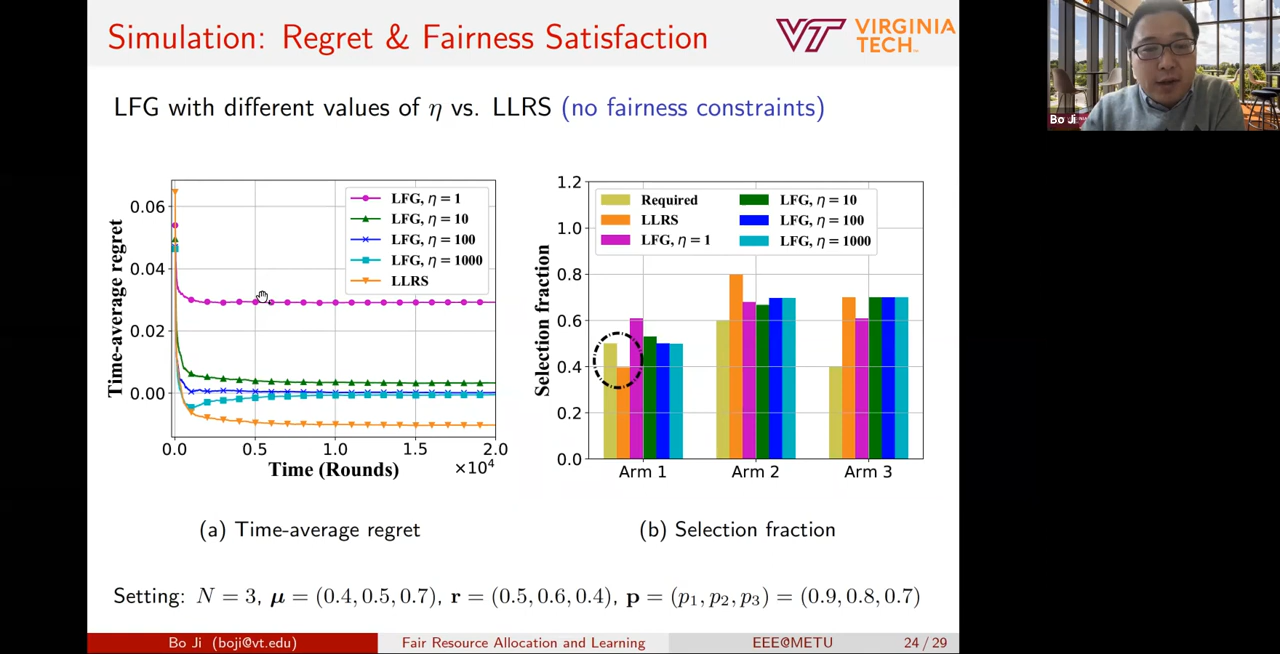 Simulation: Regret & Fairness Satisfaction
VT VIRGINIA
TECH.
LFG with different values of η vs. LLRS (no fairness constraints)
Time-average regret
0.06
0.04
0.02
0.00
LFG, η = 1
LFG, η = 10
LFG, η = 100
LFG, η = 1000
LLRS
0.0 0.5 1.0 1.5 2.0
Time (Rounds) ×10⁴
Selection fraction
1.2
1.0
0.8
0.6
0.4
0.2
0.0
Required
LLRS
LFG, η = 1
LFG, η = 10
LFG, η = 100
LFG, η = 1000
Arm 1 Arm 2 Arm 3
(a) Time-average regret
(b) Selection fraction
Setting: N = 3, μ = (0.4, 0.5, 0.7), r = (0.5, 0.6, 0.4), p = (p₁, p₂, p₃) = (0.9, 0.8, 0.7)
Bo Ji (boji@vt.edu) Fair Resource Allocation and Learning EEE@METU 24 / 29
Bo Ji